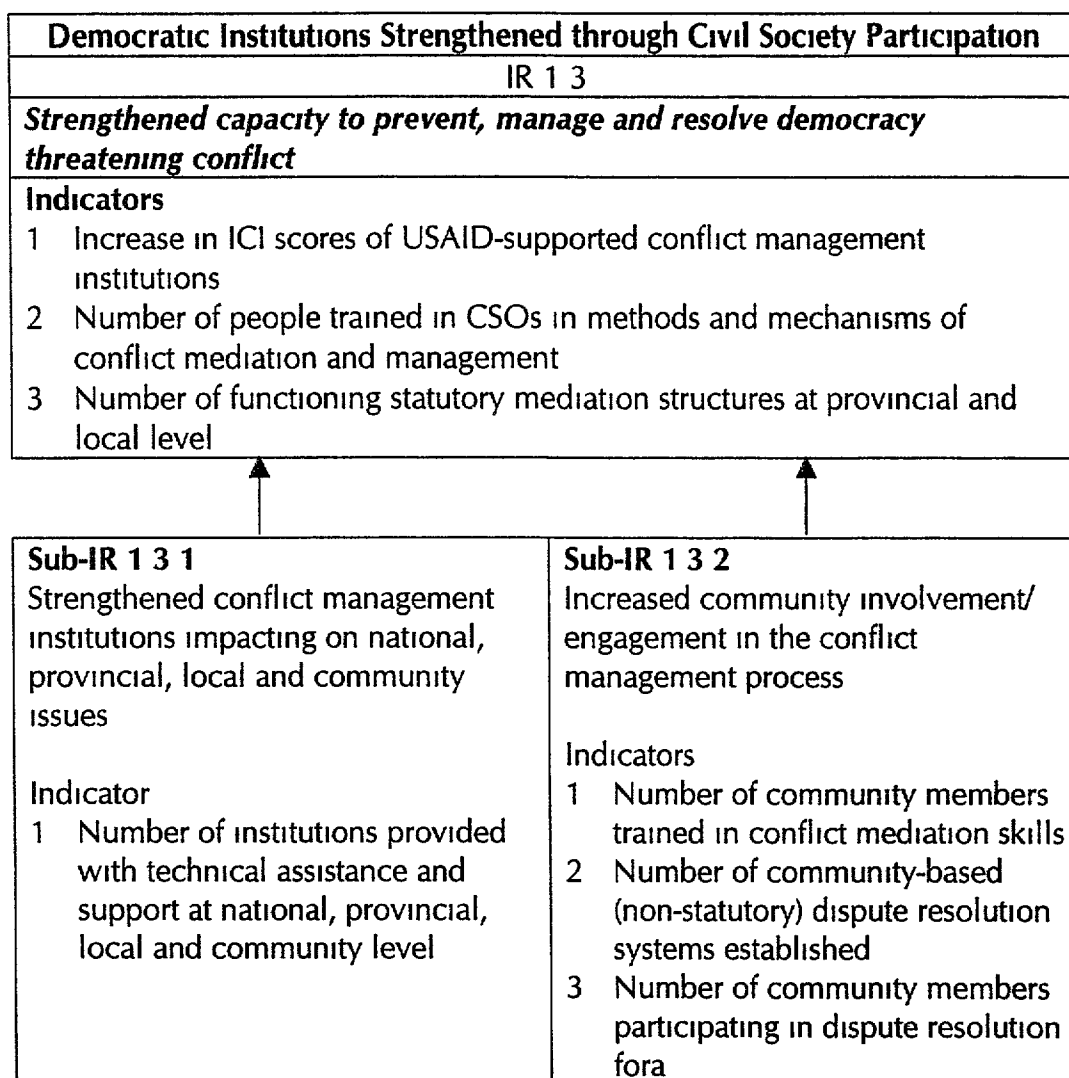 Democratic Institutions Strengthened through Civil Society Participation
IR 1 3
Strengthened capacity to prevent, manage and resolve democracy
threatening conflict
Indicators
1 Increase in ICI scores of USAID-supported conflict management
institutions
2 Number of people trained in CSOs in methods and mechanisms of
conflict mediation and management
3 Number of functioning statutory mediation structures at provincial and
local level
Sub-IR 1 3 1
Strengthened conflict management
institutions impacting on national,
provincial, local and community
issues
Indicator
1 Number of institutions provided
with technical assistance and
support at national, provincial,
local and community level
Sub-IR 1 3 2
Increased community involvement/
engagement in the conflict
management process
Indicators
1 Number of community members
trained in conflict mediation skills
2 Number of community-based
(non-statutory) dispute resolution
systems established
3 Number of community members
participating in dispute resolution
fora